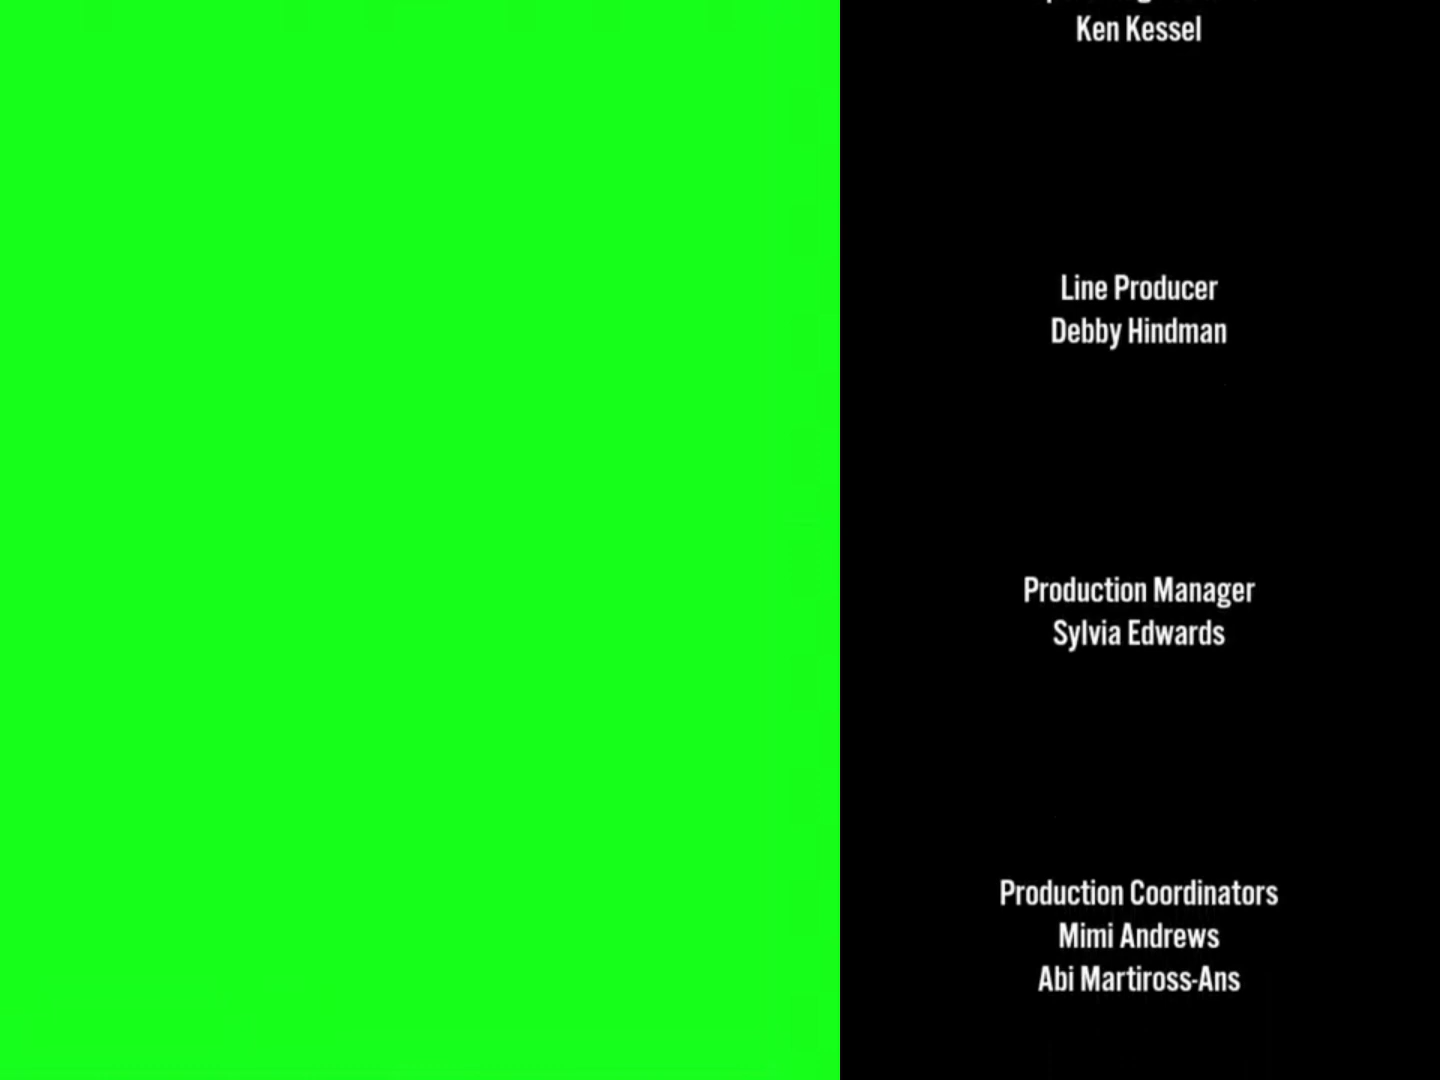 Ken Kessel
Line Producer
Debby Hindman
Production Manager
Sylvia Edwards
Production Coordinators
Mimi Andrews
Abi Martiross-Ans